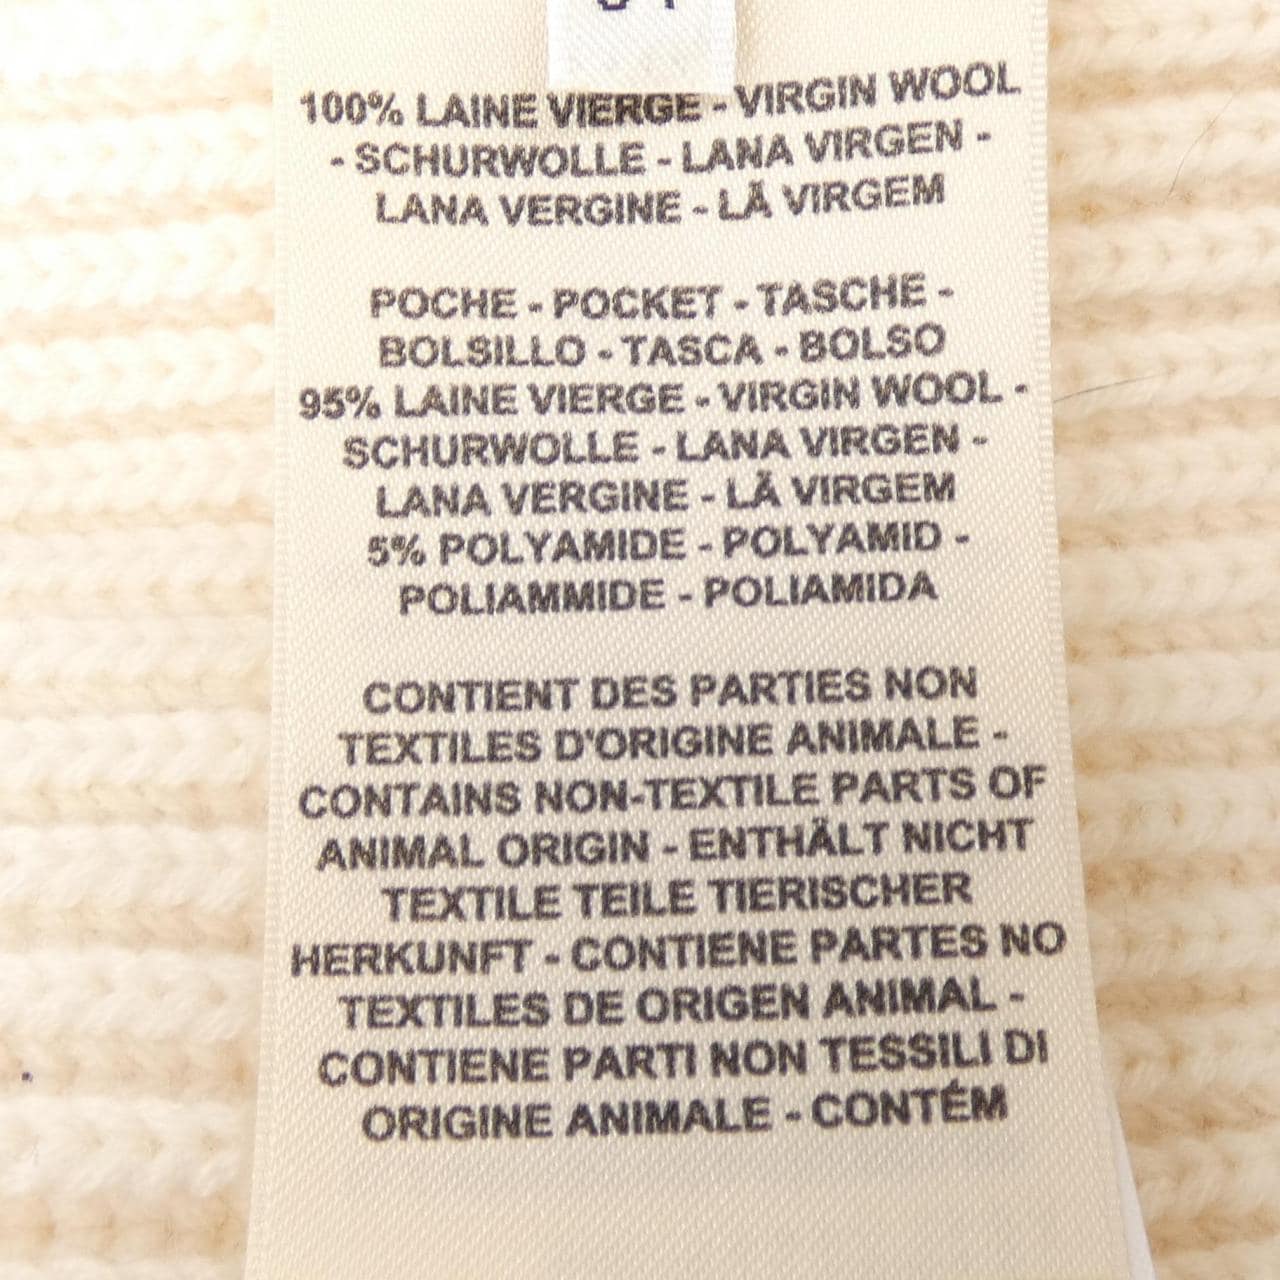 100% LAINE VIERGE - VIRGIN WOOL
- SCHURWOLLE - LANA VIRGEN -
LANA VERGINE - LÃ VIRGEM
POCHE - POCKET - TASCHE -
BOLSILLO - TASCA - BOLSO
95% LAINE VIERGE - VIRGIN WOOL -
SCHURWOLLE - LANA VIRGEN -
LANA VERGINE - LÃ VIRGEM
5% POLYAMIDE - POLYAMID -
POLIAMMIDE - POLIAMIDA
CONTIENT DES PARTIES NON
TEXTILES D'ORIGINE ANIMALE -
CONTAINS NON-TEXTILE PARTS OF
ANIMAL ORIGIN - ENTHÄLT NICHT
TEXTILE TEILE TIERISCHER
HERKUNFT - CONTIENE PARTES NO
TEXTILES DE ORIGEN ANIMAL -
CONTIENE PARTI NON TESSILI DI
ORIGINE ANIMALE - CONTÉM